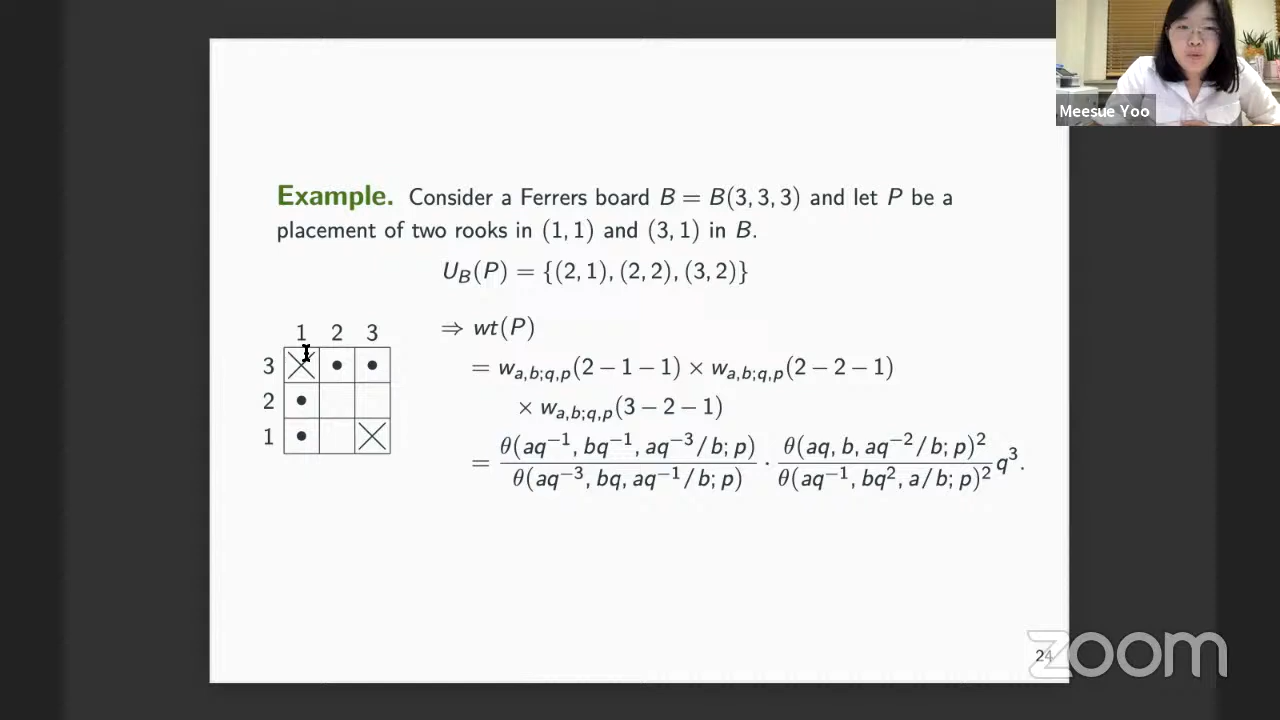 Meesue Yoo
Example. Consider a Ferrers board B = B(3, 3, 3) and let P be a
placement of two rooks in (1, 1) and (3, 1) in B.
U_B(P) = {(2, 1), (2, 2), (3, 2)}
1 2 3
3
2
1
⇒ wt(P)
= w_{a,b;q,p}(2 − 1 − 1) × w_{a,b;q,p}(2 − 2 − 1)
× w_{a,b;q,p}(3 − 2 − 1)
= θ(aq^{−1}, bq^{−1}, aq^{−3}/b; p) / θ(aq^{−3}, bq, aq^{−1}/b; p) · θ(aq, b, aq^{−2}/b; p)^2 / θ(aq^{−1}, bq^2, a/b; p)^2 q^3.
24
zoom